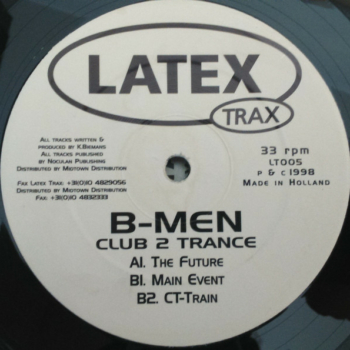 LATEX
TRAX
All tracks written &
produced by K.Biemans
All tracks published
by Nocular Publishing
Distributed by Midtown Distribution
Fax Latex Trax: +31(0)10 4829056
Distributed by Midtown Distribution
Fax: +31(0)10 4832333
33 rpm
LT005
P & C 1998
Made in Holland
B-MEN
CLUB 2 TRANCE
A1. The Future
B1. Main Event
B2. CT-Train